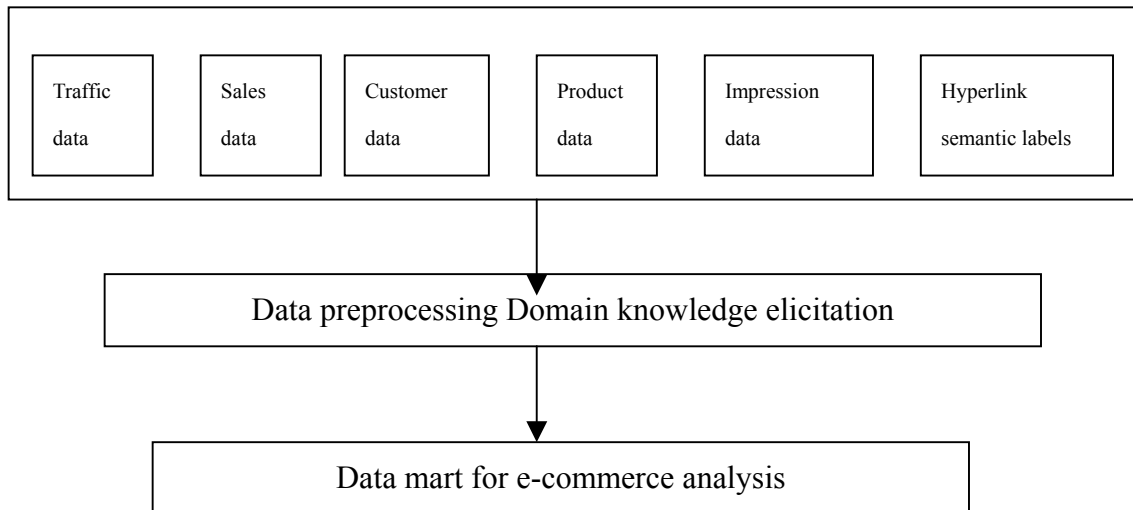 Traffic
data
Sales
data
Customer
data
Product
data
Impression
data
Hyperlink
semantic labels
Data preprocessing Domain knowledge elicitation
Data mart for e-commerce analysis